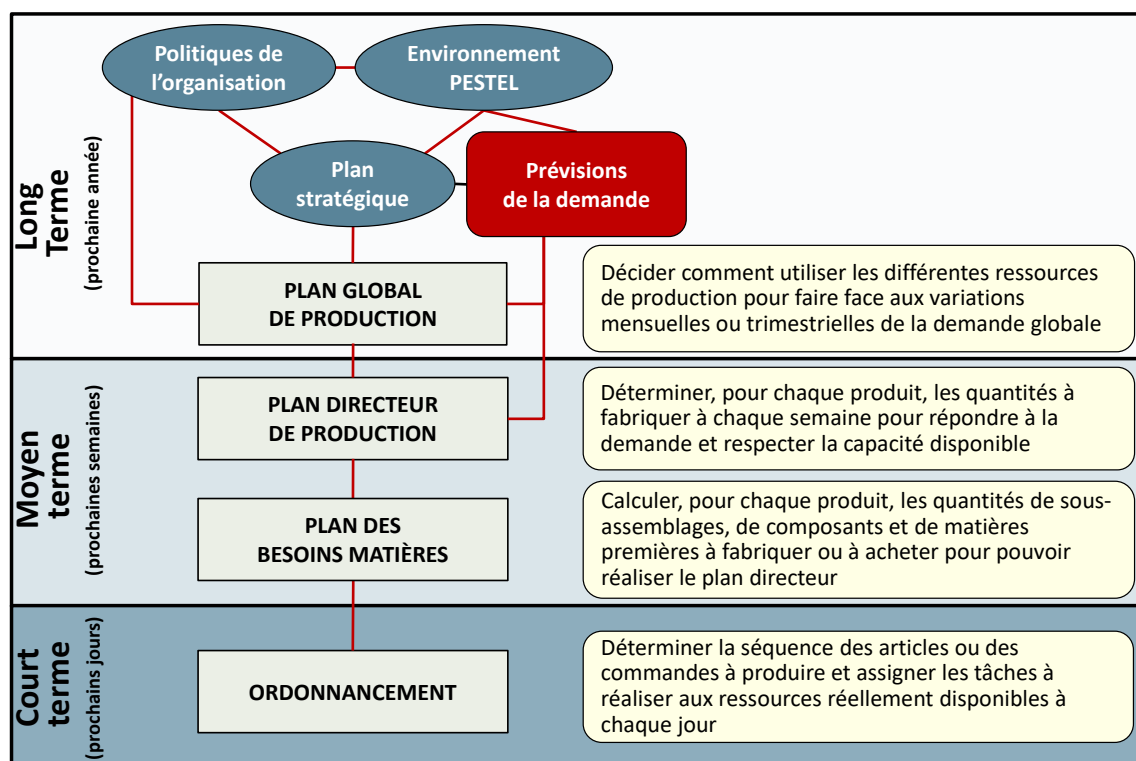 Politiques de
l'organisation
Environnement
PESTEL
Plan
stratégique
Prévisions
de la demande
Long
Terme
(prochaine année)
PLAN GLOBAL
DE PRODUCTION
Décider comment utiliser les différentes ressources
de production pour faire face aux variations
mensuelles ou trimestrielles de la demande globale
Moyen
terme
(prochaines semaines)
PLAN DIRECTEUR
DE PRODUCTION
Déterminer, pour chaque produit, les quantités à
fabriquer à chaque semaine pour répondre à la
demande et respecter la capacité disponible
PLAN DES
BESOINS MATIÈRES
Calculer, pour chaque produit, les quantités de sous-
assemblages, de composants et de matières
premières à fabriquer ou à acheter pour pouvoir
réaliser le plan directeur
Court
terme
(prochains jours)
ORDONNANCEMENT
Déterminer la séquence des articles ou des
commandes à produire et assigner les tâches à
réaliser aux ressources réellement disponibles à
chaque jour